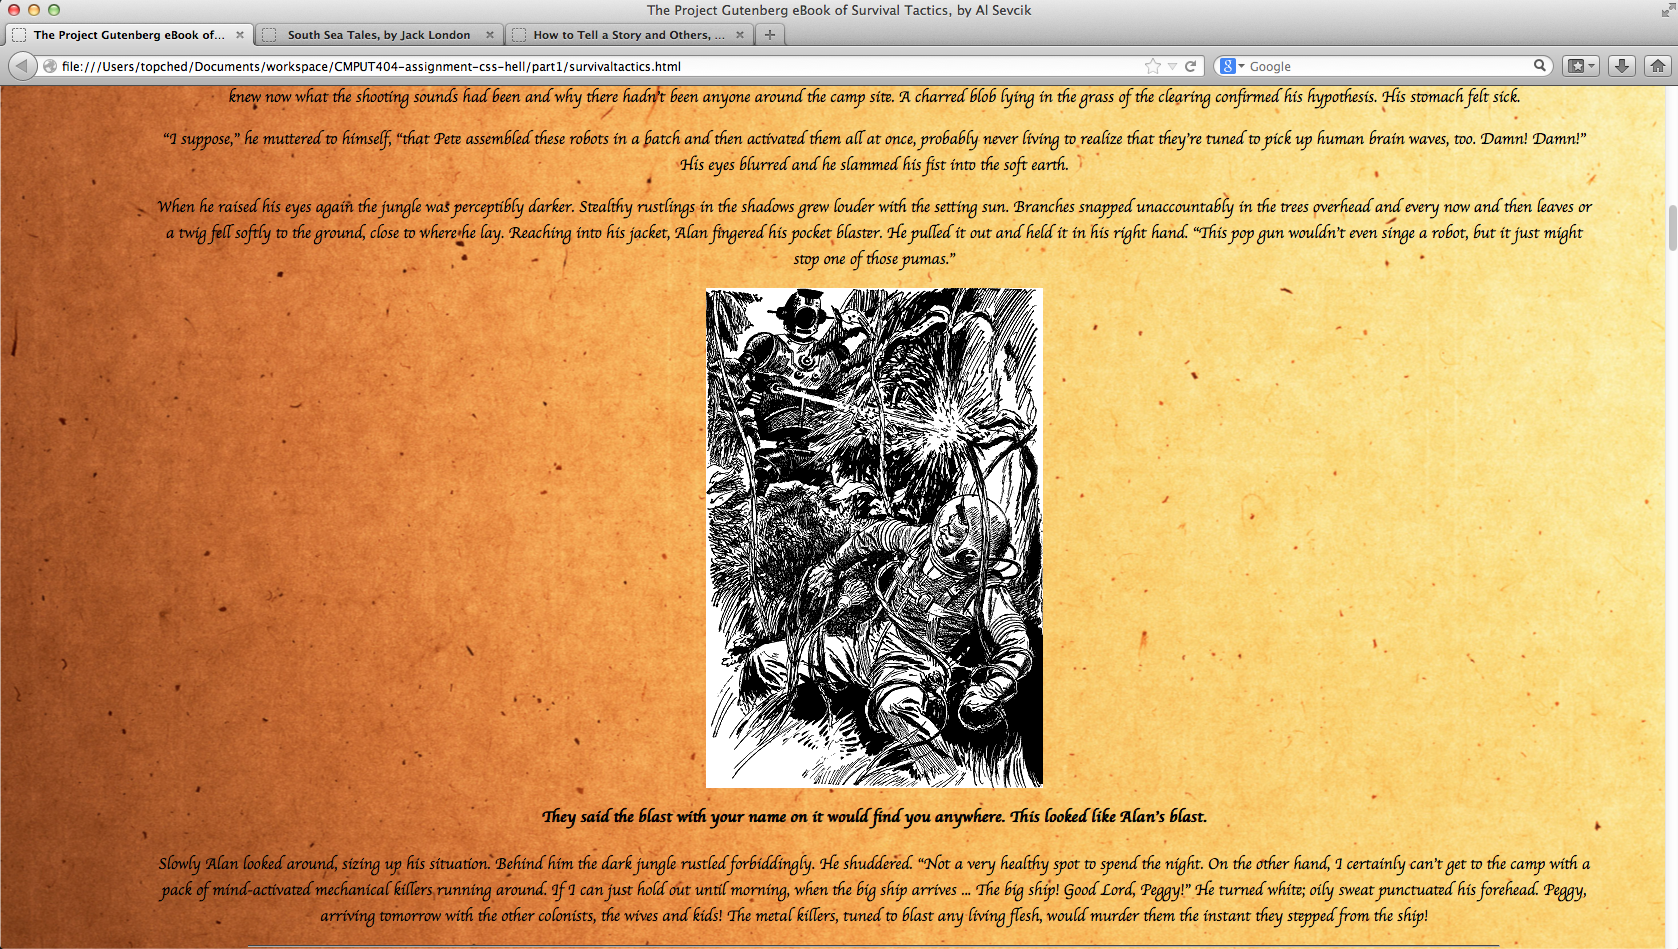 The Project Gutenberg eBook of Survival Tactics, by Al Sevcik
The Project Gutenberg eBook of...
South Sea Tales, by Jack London
How to Tell a Story and Others, ...
file:///Users/topched/Documents/workspace/CMPUT404-assignment-css-hell/part1/survivaltactics.html
Google
knew now what the shooting sounds had been and why there hadn't been anyone around the camp site. A charred blob lying in the grass of the clearing confirmed his hypothesis. His stomach felt sick.
“I suppose,” he muttered to himself, “that Pete assembled these robots in a batch and then activated them all at once, probably never living to realize that they're tuned to pick up human brain waves, too. Damn! Damn!”
His eyes blurred and he slammed his fist into the soft earth.
When he raised his eyes again the jungle was perceptibly darker. Stealthy rustlings in the shadows grew louder with the setting sun. Branches snapped unaccountably in the trees overhead and every now and then leaves or
a twig fell softly to the ground, close to where he lay. Reaching into his jacket, Alan fingered his pocket blaster. He pulled it out and held it in his right hand. “This pop gun wouldn't even singe a robot, but it just might
stop one of those pumas.”
They said the blast with your name on it would find you anywhere. This looked like Alan's blast.
Slowly Alan looked around, sizing up his situation. Behind him the dark jungle rustled forbiddingly. He shuddered. “Not a very healthy spot to spend the night. On the other hand, I certainly can't get to the camp with a
pack of mind-activated mechanical killers running around. If I can just hold out until morning, when the big ship arrives ... The big ship! Good Lord, Peggy!” He turned white; oily sweat punctuated his forehead. Peggy,
arriving tomorrow with the other colonists, the wives and kids! The metal killers, tuned to blast any living flesh, would murder them the instant they stepped from the ship!